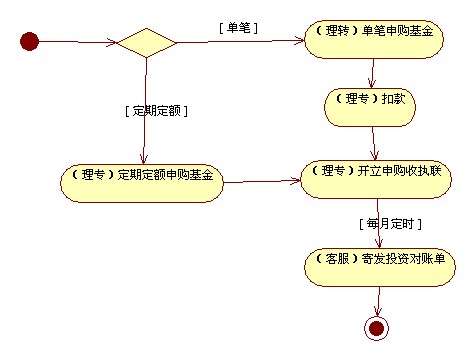 [ 单笔 ]
（理转）单笔申购基金
（理专）扣款
[ 定期定额 ]
（理专）定期定额申购基金
（理专）开立申购收执联
[ 每月定时 ]
（客服）寄发投资对账单